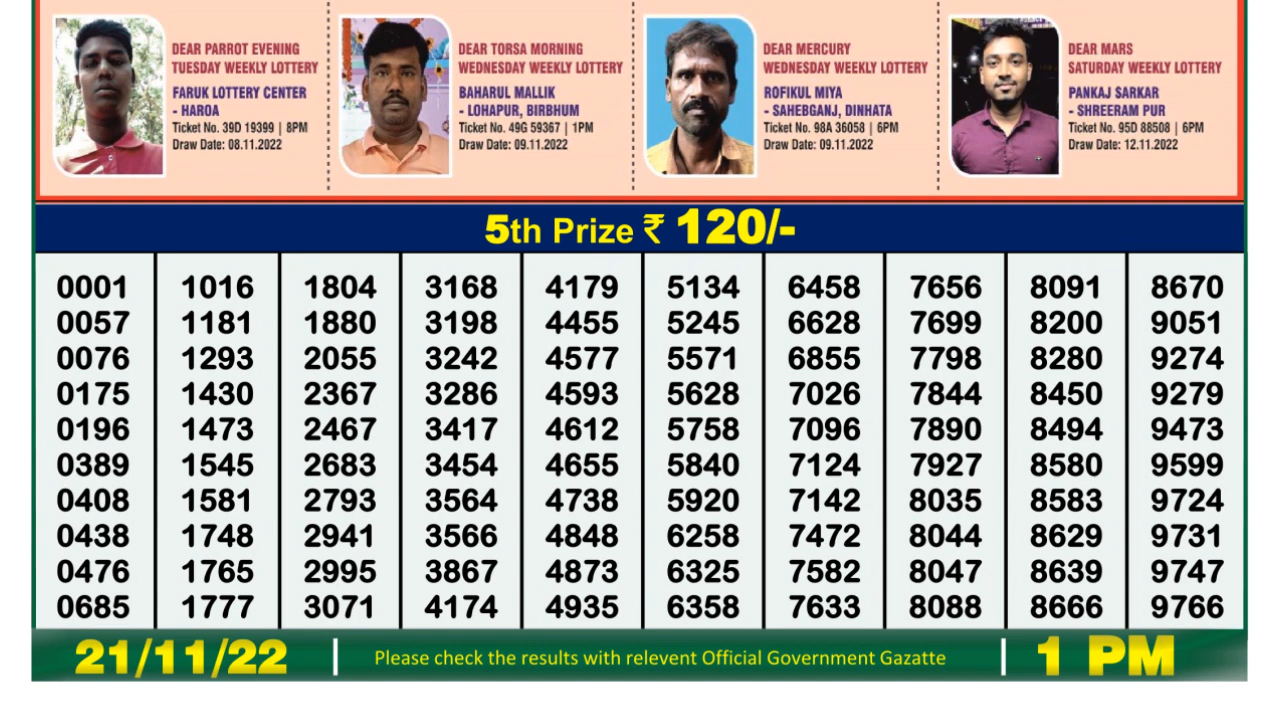 DEAR PARROT EVENING
TUESDAY WEEKLY LOTTERY
FARUK LOTTERY CENTER
- HAROA
Ticket No. 39D 19399 | 8PM
Draw Date: 08.11.2022
DEAR TORSA MORNING
WEDNESDAY WEEKLY LOTTERY
BAHARUL MALLIK
- LOHAPUR, BIRBHUM
Ticket No. 49G 59367 | 1PM
Draw Date: 09.11.2022
DEAR MERCURY
WEDNESDAY WEEKLY LOTTERY
ROFIKUL MIYA
- SAHEBGANJ, DINHATA
Ticket No. 98A 36058 | 6PM
Draw Date: 09.11.2022
DEAR MARS
SATURDAY WEEKLY LOTTERY
PANKAJ SARKAR
- SHREERAM PUR
Ticket No. 95D 88508 | 6PM
Draw Date: 12.11.2022
5th Prize ₹ 120/-
0001 1016 1804 3168 4179 5134 6458 7656 8091 8670
0057 1181 1880 3198 4455 5245 6628 7699 8200 9051
0076 1293 2055 3242 4577 5571 6855 7798 8280 9274
0175 1430 2367 3286 4593 5628 7026 7844 8450 9279
0196 1473 2467 3417 4612 5758 7096 7890 8494 9473
0389 1545 2683 3454 4655 5840 7124 7927 8580 9599
0408 1581 2793 3564 4738 5920 7142 8035 8583 9724
0438 1748 2941 3566 4848 6258 7472 8044 8629 9731
0476 1765 2995 3867 4873 6325 7582 8047 8639 9747
0685 1777 3071 4174 4935 6358 7633 8088 8666 9766
21/11/22 | Please check the results with relevent Official Government Gazatte | 1 PM